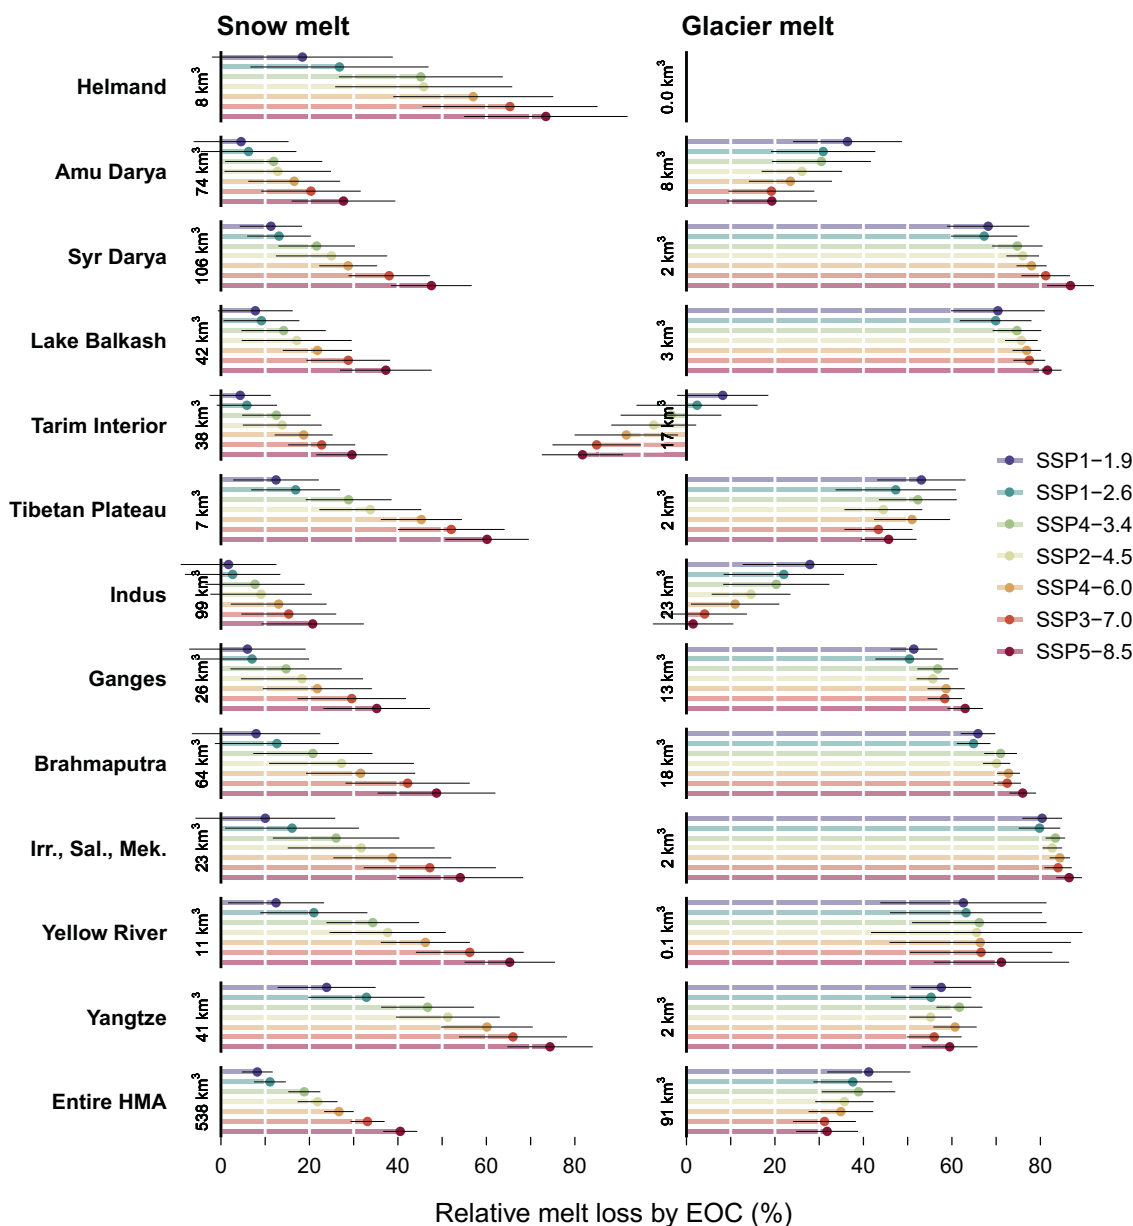 Snow melt
Glacier melt
Helmand
8 km³
0.0 km³
Amu Darya
74 km³
8 km³
Syr Darya
106 km³
2 km³
Lake Balkash
42 km³
3 km³
Tarim Interior
38 km³
17 km³
Tibetan Plateau
7 km³
2 km³
Indus
99 km³
23 km³
Ganges
26 km³
13 km³
Brahmaputra
64 km³
18 km³
Irr., Sal., Mek.
23 km³
2 km³
Yellow River
11 km³
0.1 km³
Yangtze
41 km³
2 km³
Entire HMA
538 km³
91 km³
SSP1−1.9
SSP1−2.6
SSP4−3.4
SSP2−4.5
SSP4−6.0
SSP3−7.0
SSP5−8.5
0 20 40 60 80
0 20 40 60 80
Relative melt loss by EOC (%)